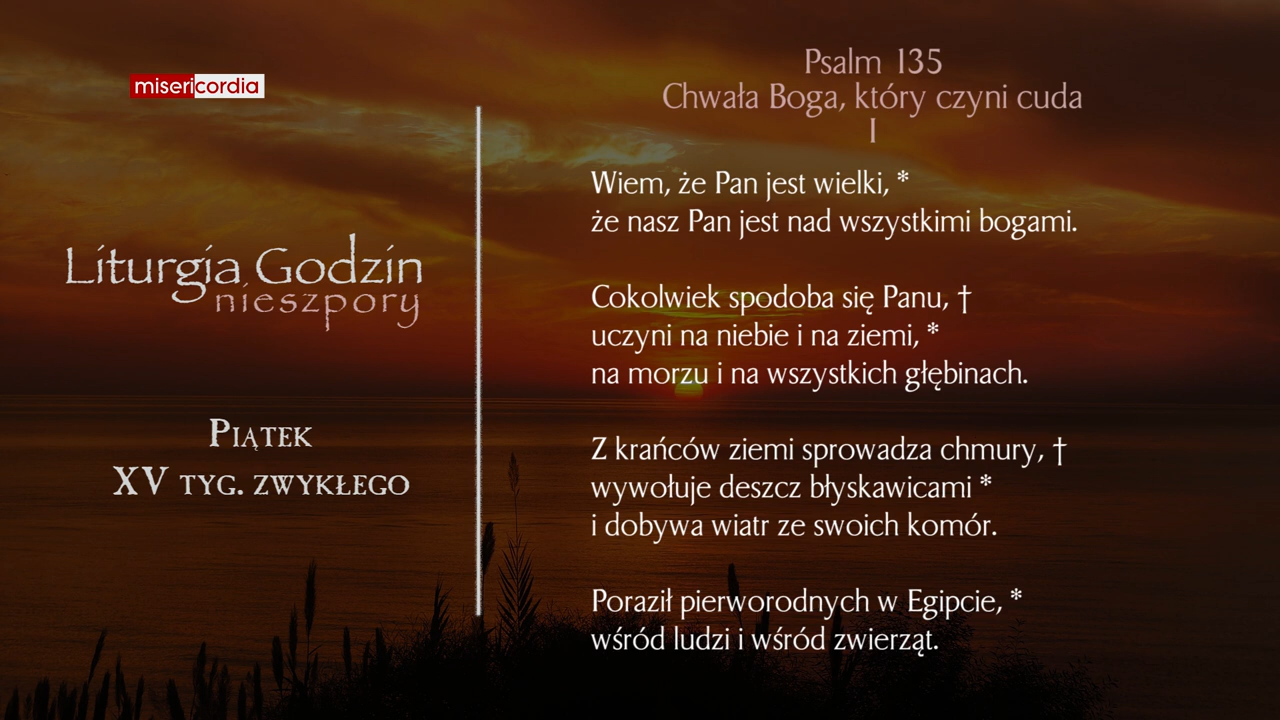 misericordia
Liturgia Godzin
nieszpory
Piątek
XV tyg. zwykłego
Psalm 135
Chwała Boga, który czyni cuda
I
Wiem, że Pan jest wielki, *
że nasz Pan jest nad wszystkimi bogami.
Cokolwiek spodoba się Panu, †
uczyni na niebie i na ziemi, *
na morzu i na wszystkich głębinach.
Z krańców ziemi sprowadza chmury, †
wywołuje deszcz błyskawicami *
i dobywa wiatr ze swoich komór.
Poraził pierworodnych w Egipcie, *
wśród ludzi i wśród zwierząt.